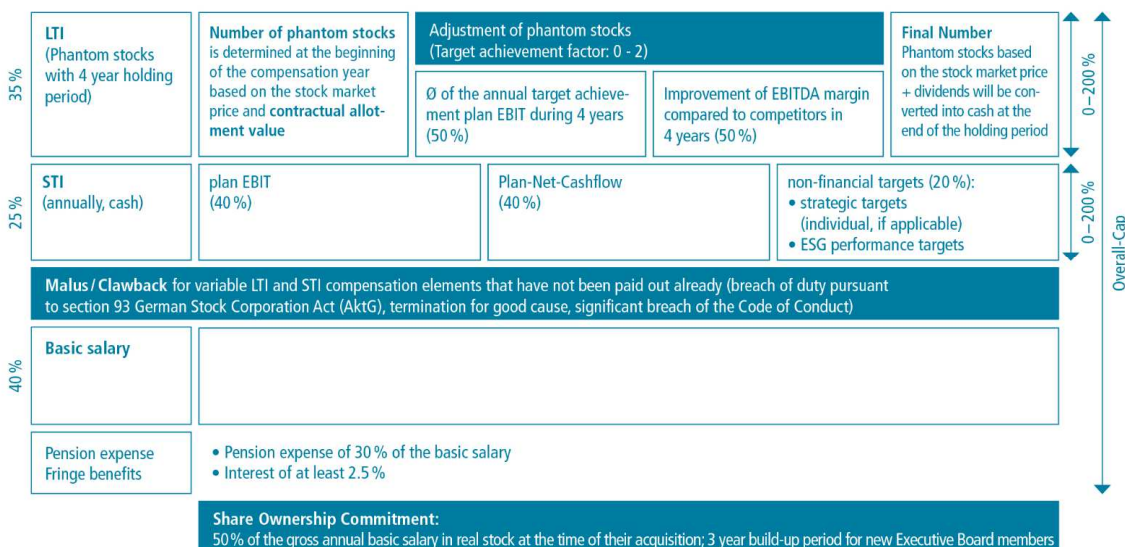 35 %
LTI
(Phantom stocks
with 4 year holding
period)
Number of phantom stocks
is determined at the beginning
of the compensation year
based on the stock market
price and contractual allot-
ment value
Adjustment of phantom stocks
(Target achievement factor: 0 - 2)
Ø of the annual target achieve-
ment plan EBIT during 4 years
(50 %)
Improvement of EBITDA margin
compared to competitors in
4 years (50 %)
Final Number
Phantom stocks based
on the stock market price
+ dividends will be con-
verted into cash at the
end of the holding period
0 – 200 %
25 %
STI
(annually, cash)
plan EBIT
(40 %)
Plan-Net-Cashflow
(40 %)
non-financial targets (20 %):
• strategic targets
(individual, if applicable)
• ESG performance targets
0 – 200 %
Overall-Cap
Malus / Clawback for variable LTI and STI compensation elements that have not been paid out already (breach of duty pursuant
to section 93 German Stock Corporation Act (AktG), termination for good cause, significant breach of the Code of Conduct)
40 %
Basic salary
Pension expense
Fringe benefits
• Pension expense of 30 % of the basic salary
• Interest of at least 2.5 %
Share Ownership Commitment:
50 % of the gross annual basic salary in real stock at the time of their acquisition; 3 year build-up period for new Executive Board members